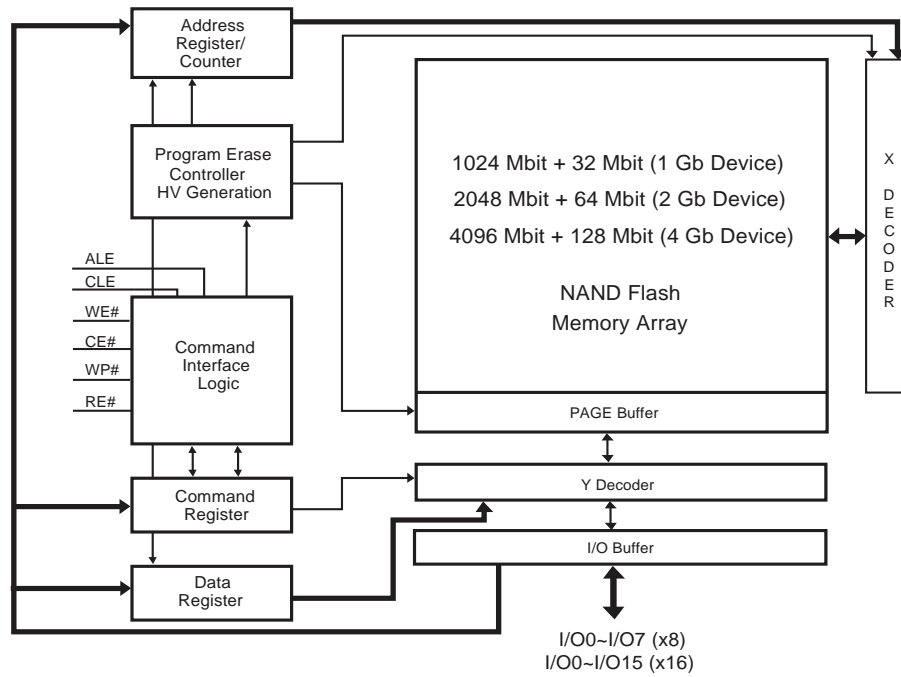 Address
Register/
Counter
Program Erase
Controller
HV Generation
ALE
CLE
WE#
CE#
WP#
RE#
Command
Interface
Logic
Command
Register
Data
Register
1024 Mbit + 32 Mbit (1 Gb Device)
2048 Mbit + 64 Mbit (2 Gb Device)
4096 Mbit + 128 Mbit (4 Gb Device)
NAND Flash
Memory Array
PAGE Buffer
Y Decoder
I/O Buffer
I/O0~I/O7 (x8)
I/O0~I/O15 (x16)
X
D
E
C
O
D
E
R